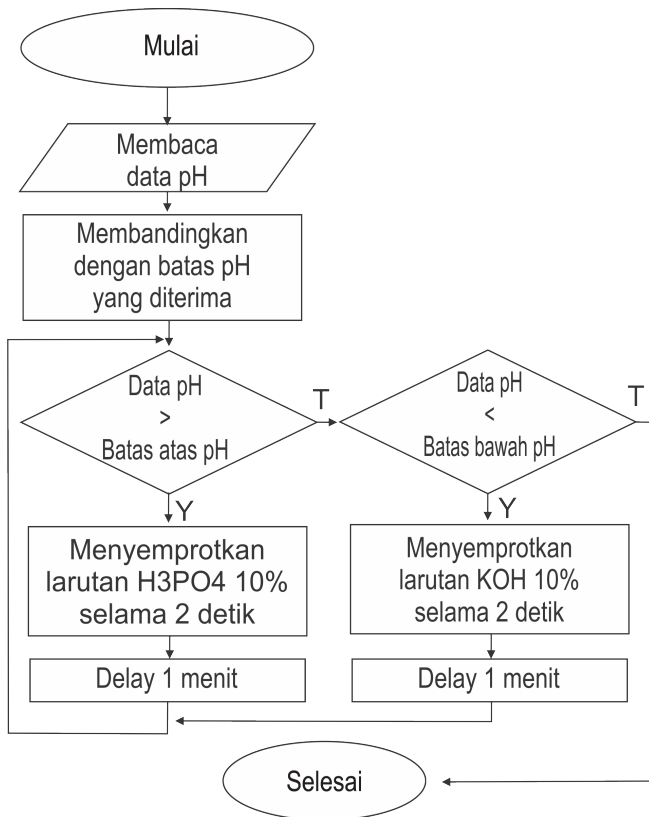 Mulai
Membaca
data pH
Membandingkan
dengan batas pH
yang diterima
Data pH
>
Batas atas pH
T
Data pH
<
Batas bawah pH
T
Y
Y
Menyemprotkan
larutan H3PO4 10%
selama 2 detik
Menyemprotkan
larutan KOH 10%
selama 2 detik
Delay 1 menit
Delay 1 menit
Selesai